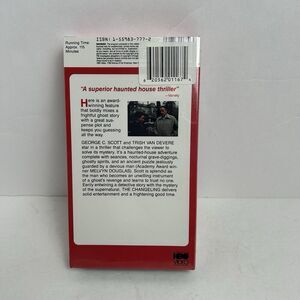 Running Time:
Approx. 115
Minutes
ISBN: 1-55983-777-2
"A superior haunted house thriller"
—Variety
Here is an award-
winning feature
that boldly mixes a
frightful ghost story
with a great sus-
pense plot and
keeps you guessing
all the way.
GEORGE C. SCOTT and TRISH VAN DEVERE
star in a thriller that challenges the viewer to
solve its mystery. It's a haunted-house adventure
complete with seances, nocturnal grave-diggings,
ghostly spirits, and an ancient puzzle jealously
guarded by a devious man (Academy Award win-
ner MELVYN DOUGLAS). Scott is splendid as
the man who becomes an unwilling instrument
of a ghost's revenge and learns to trust no one.
Eerily entwining a detective story with the mystery
of the supernatural, THE CHANGELING delivers
solid entertainment and a frightening good time.
HBO
VIDEO